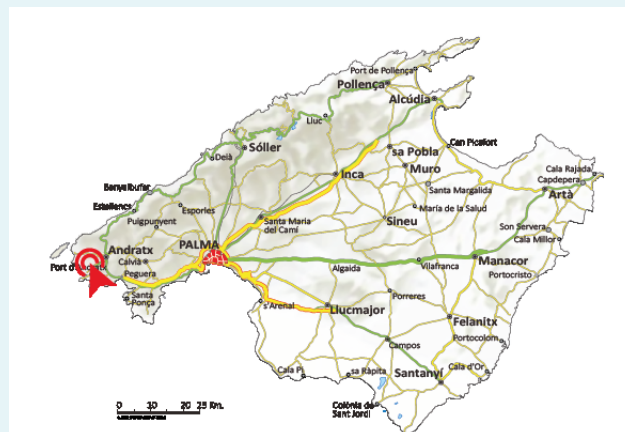 Port de Pollença
Pollença
Alcúdia
Lluc
Can Picafort
Sóller
sa Pobla
Deià
Muro
Cala Rajada
Inca
Capdepera
Santa Margalida
Artà
Banyalbufar
María de la Salud
Estellencs
Esporles
Santa Maria
del Camí
Sineu
Puigpunyent
Son Servera
Cala Millor
PALMA
Andratx
Calvià
Port d'Andratx
Algaida
Vilafranca
Manacor
Peguera
Portocristo
Santa
Ponça
s'Arenal
Porreres
Llucmajor
Felanitx
Portocolom
Campos
Cala Pi
sa Ràpita
Cala d'Or
Santanyí
Colònia de
Sant Jordi
0 5 10 15 20 25 Km.